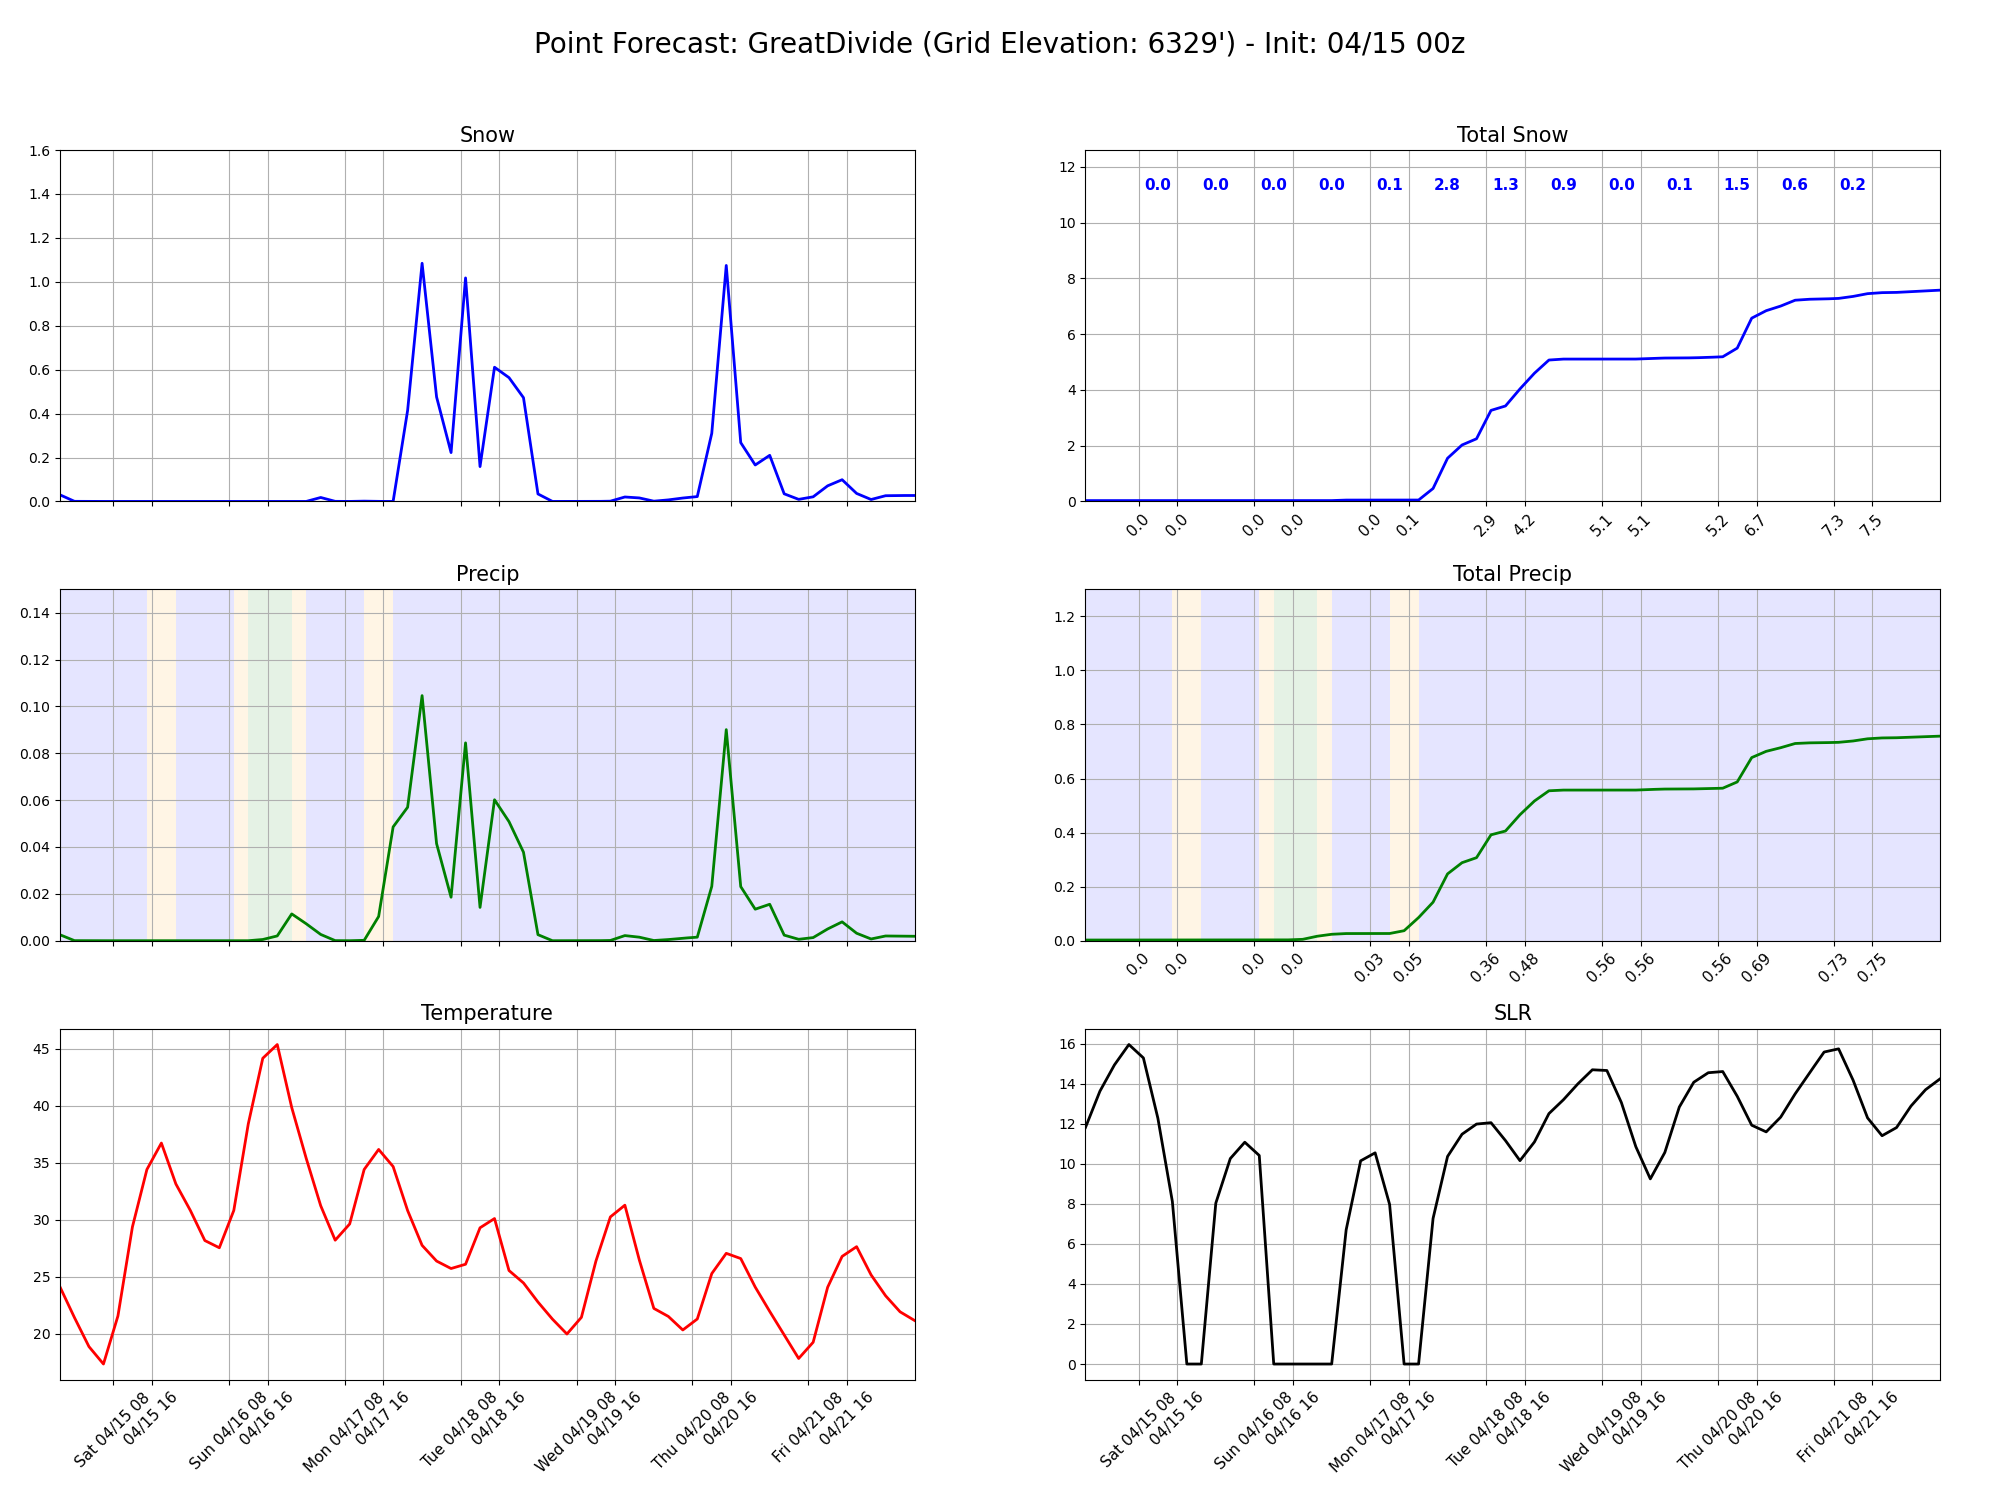 Point Forecast: GreatDivide (Grid Elevation: 6329') - Init: 04/15 00z
Snow
1.6
1.4
1.2
1.0
0.8
0.6
0.4
0.2
0.0
Total Snow
12
10
8
6
4
2
0
0.0 0.0 0.0 0.0 0.1 2.8 1.3 0.9 0.0 0.1 1.5 0.6 0.2
0.0 0.0 0.0 0.0 0.0 0.1 2.9 4.2 5.1 5.1 5.2 6.7 7.3 7.5
Precip
0.14
0.12
0.10
0.08
0.06
0.04
0.02
0.00
Total Precip
1.2
1.0
0.8
0.6
0.4
0.2
0.0
0.0 0.0 0.0 0.0 0.03 0.05 0.36 0.48 0.56 0.56 0.56 0.69 0.73 0.75
Temperature
45
40
35
30
25
20
Sat 04/15 08
04/15 16
Sun 04/16 08
04/16 16
Mon 04/17 08
04/17 16
Tue 04/18 08
04/18 16
Wed 04/19 08
04/19 16
Thu 04/20 08
04/20 16
Fri 04/21 08
04/21 16
SLR
16
14
12
10
8
6
4
2
0
Sat 04/15 08
04/15 16
Sun 04/16 08
04/16 16
Mon 04/17 08
04/17 16
Tue 04/18 08
04/18 16
Wed 04/19 08
04/19 16
Thu 04/20 08
04/20 16
Fri 04/21 08
04/21 16